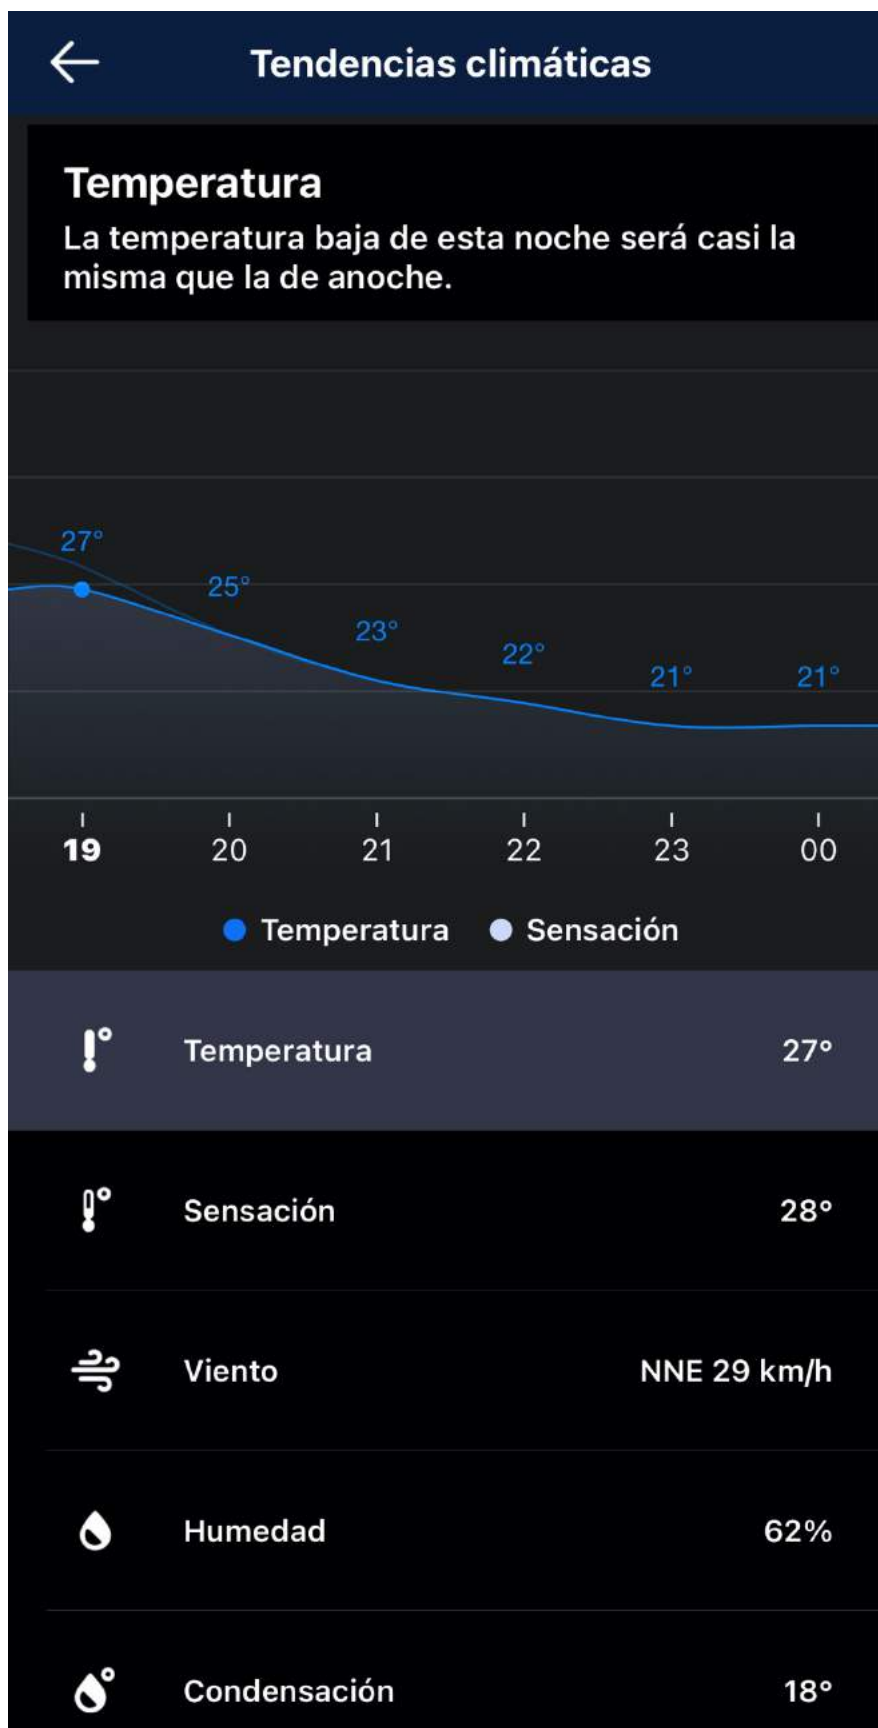 Tendencias climáticas
Temperatura
La temperatura baja de esta noche será casi la
misma que la de anoche.
27°
25°
23°
22°
21°
21°
19
20
21
22
23
00
Temperatura
Sensación
Temperatura
27°
Sensación
28°
Viento
NNE 29 km/h
Humedad
62%
Condensación
18°